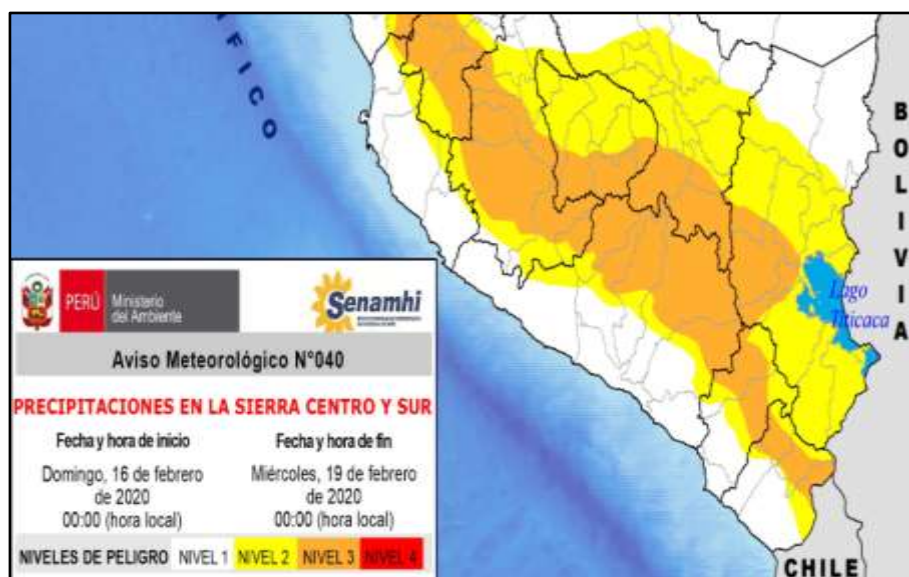 ÍFICO
BOLIVIA
Lago
Titicaca
PERÚ
Ministerio
del Ambiente
Senamhi
Aviso Meteorológico N°040
PRECIPITACIONES EN LA SIERRA CENTRO Y SUR
Fecha y hora de inicio
Fecha y hora de fin
Domingo, 16 de febrero
de 2020
00:00 (hora local)
Miércoles, 19 de febrero
de 2020
00:00 (hora local)
NIVELES DE PELIGRO NIVEL 1 NIVEL 2 NIVEL 3 NIVEL 4
CHILE